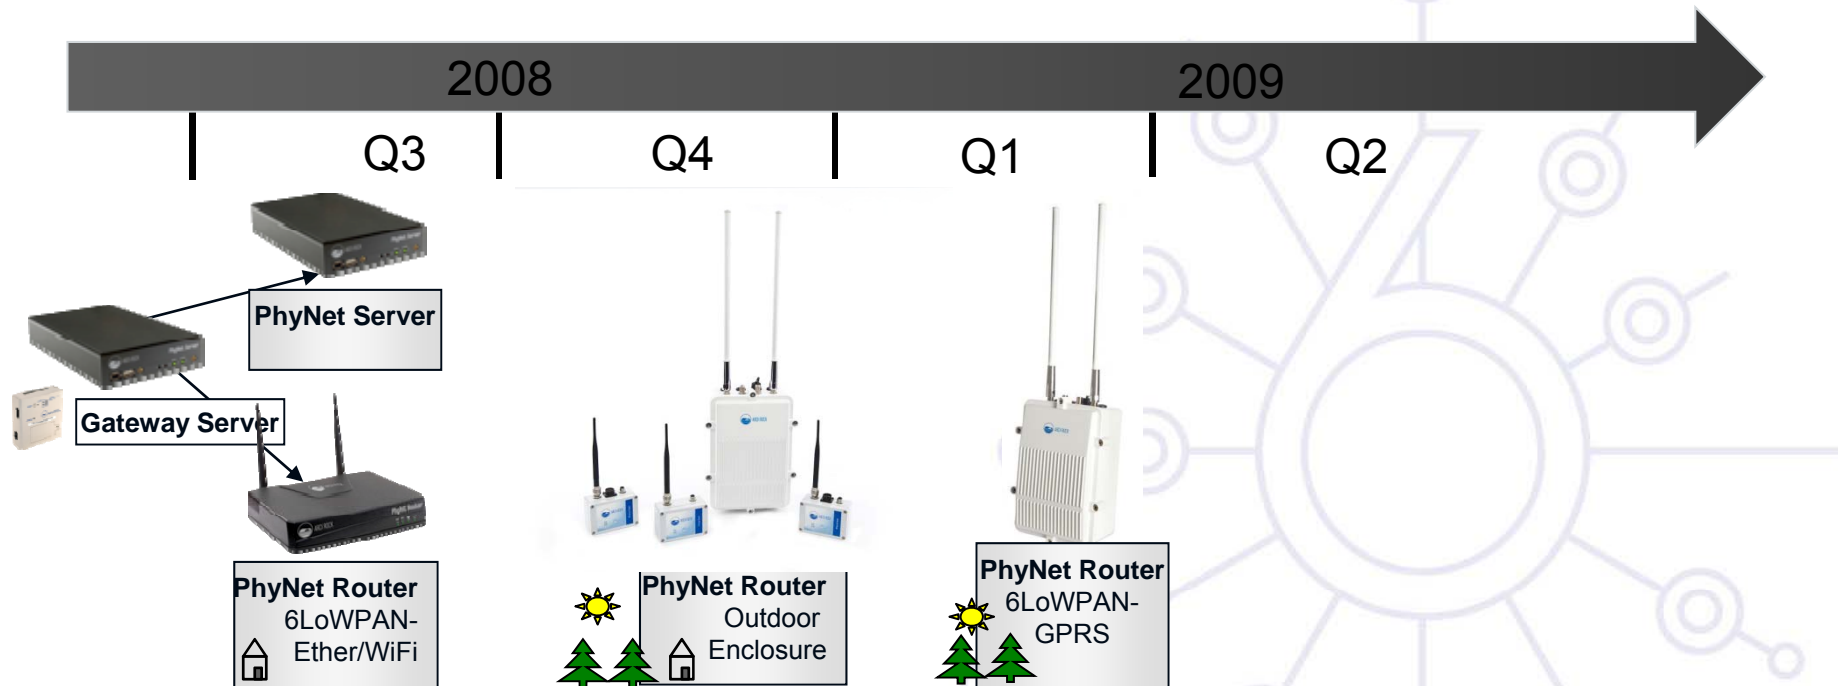 2008
2009
Q3
Q4
Q1
Q2
PhyNet Server
Gateway Server
PhyNet Router
6LoWPAN-
Ether/WiFi
PhyNet Router
Outdoor
Enclosure
PhyNet Router
6LoWPAN-
GPRS